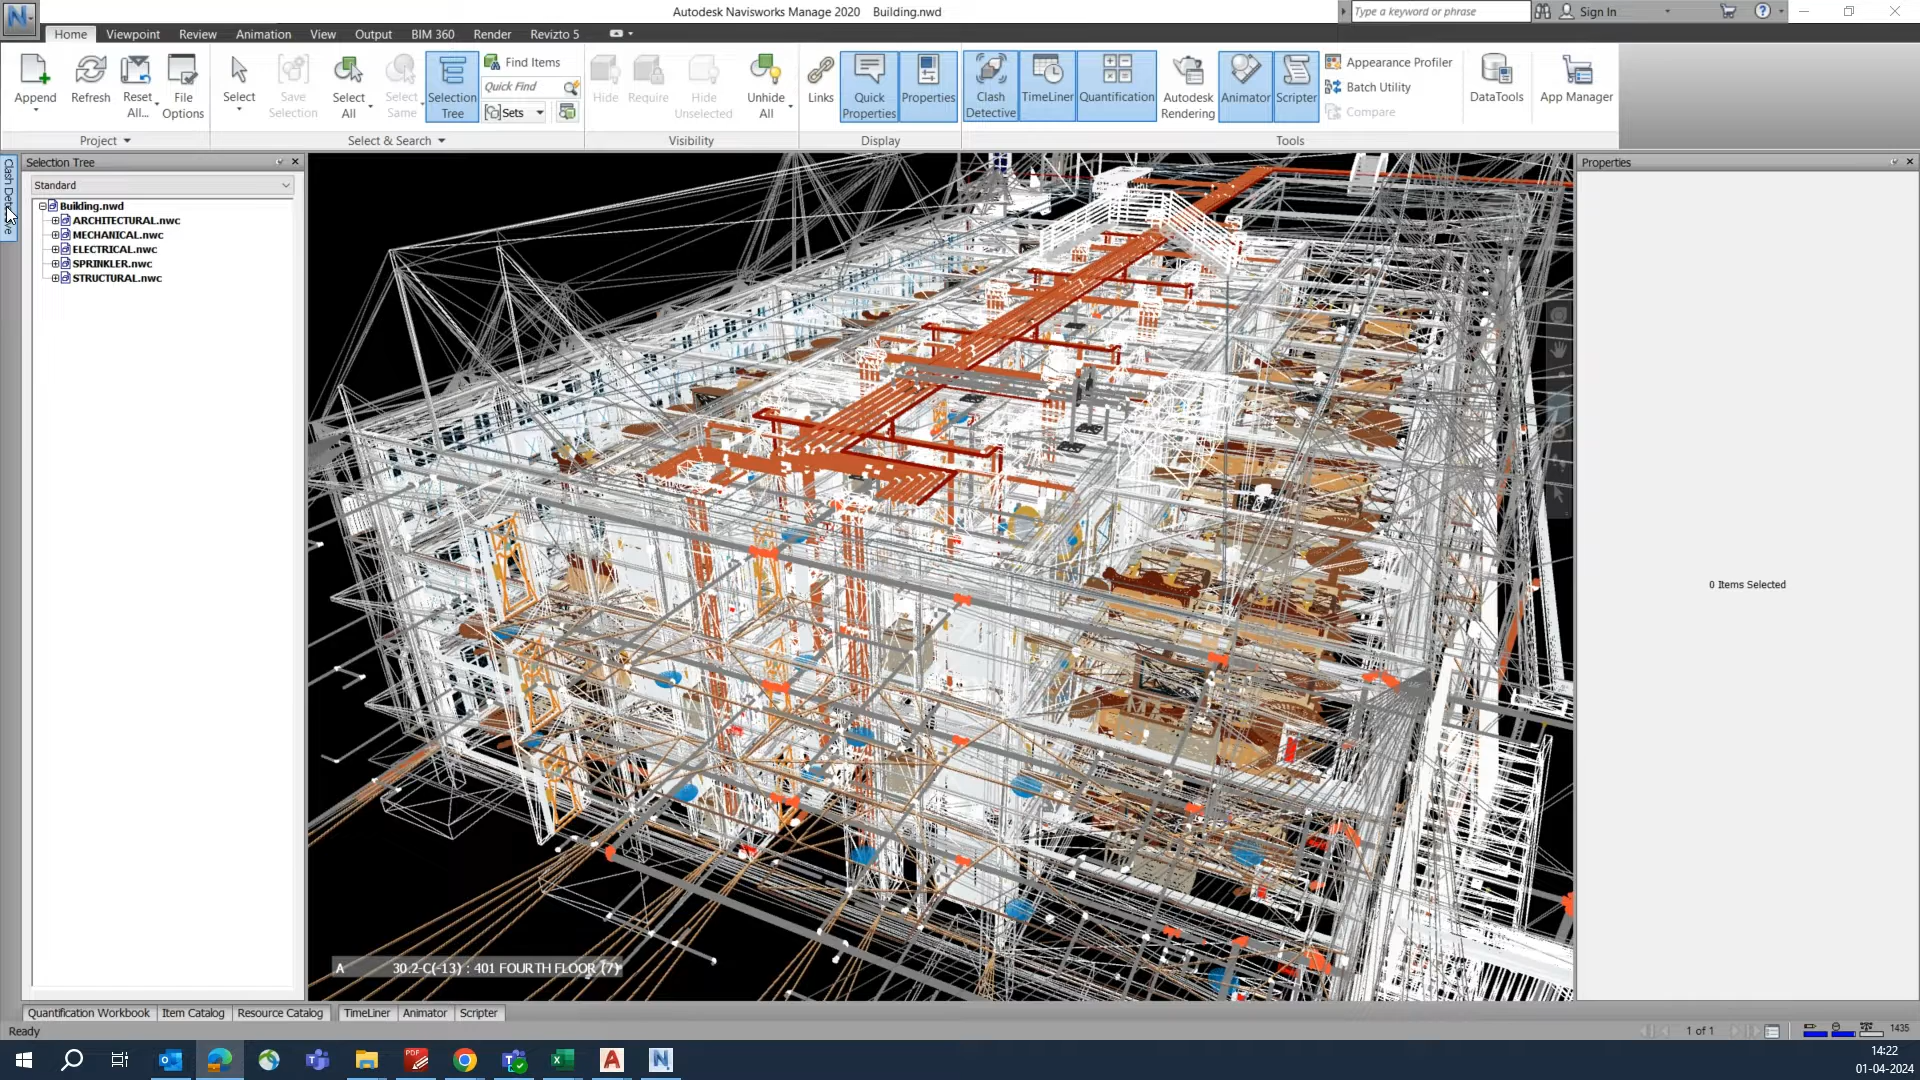 Autodesk Navisworks Manage 2020 Building.nwd
Type a keyword or phrase
Sign In
Home Viewpoint Review Animation View Output BIM 360 Render Revizto 5
Append
Refresh
Reset All...
File Options
Select
Save Selection
Select All
Select Same
Selection Tree
Find Items
Quick Find
Sets
Hide
Require
Hide Unselected
Unhide All
Links
Quick Properties
Properties
Clash Detective
TimeLiner
Quantification
Autodesk Rendering
Animator
Scripter
Appearance Profiler
Batch Utility
Compare
DataTools
App Manager
Project Select & Search Visibility Display Tools
Clash Detective
Selection Tree
Properties
Standard
Building.nwd
ARCHITECTURAL.nwc
MECHANICAL.nwc
ELECTRICAL.nwc
SPRINKLER.nwc
STRUCTURAL.nwc
0 Items Selected
A 30.2-C(-13) : 401 FOURTH FLOOR (7)
Quantification Workbook Item Catalog Resource Catalog TimeLiner Animator Scripter
Ready
1 of 1
1435
14:22
01-04-2024